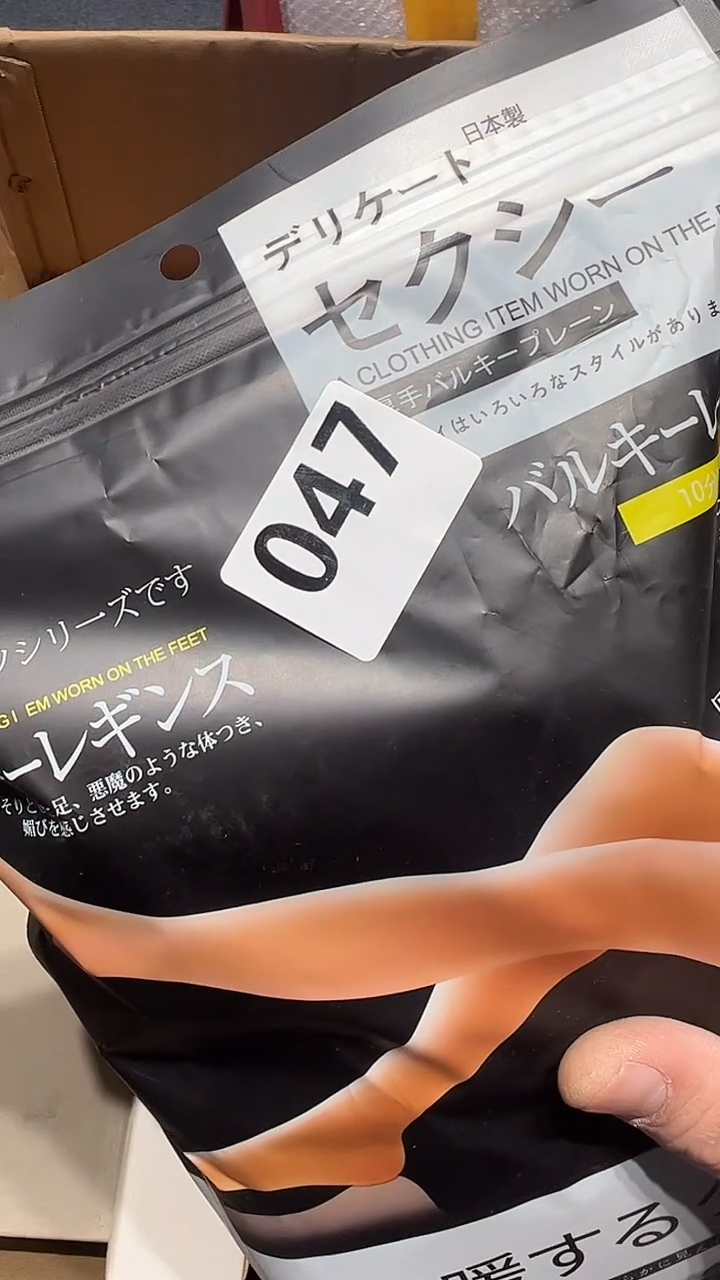 日本製
デリケート
セクシー
CLOTHING ITEM WORN ON THE
厚手バルキープレーン
はいろいろなスタイルがありま
バルキーレ
10分
047
シリーズです
EM WORN ON THE FEET
ーレギンス
足、悪魔のような体つき、
媚びを感じさせます。
暖する